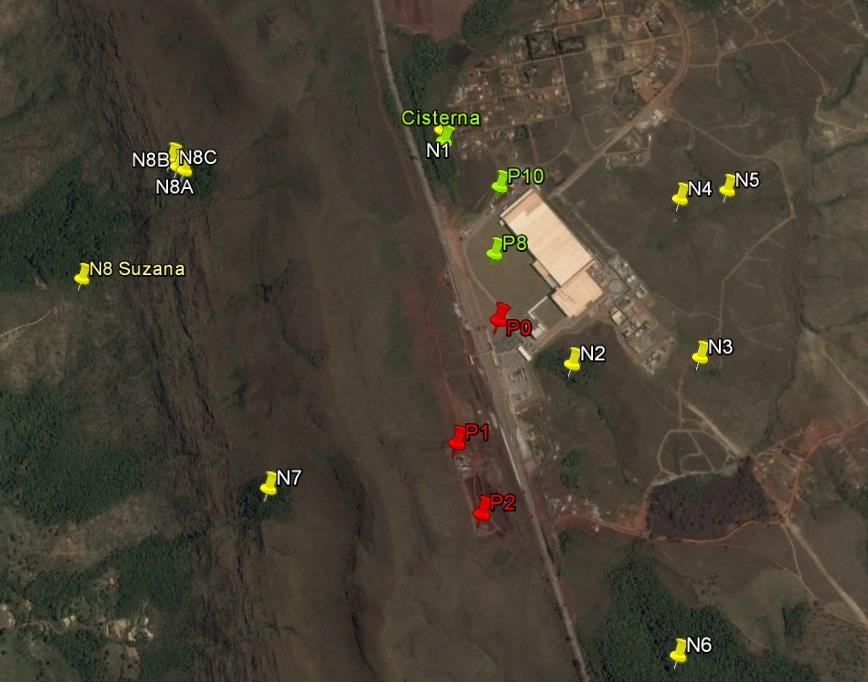 Cisterna
N1
N8B
N8C
N8A
P10
N4
N5
P8
N8 Suzana
P0
N2
N3
P1
N7
P2
N6